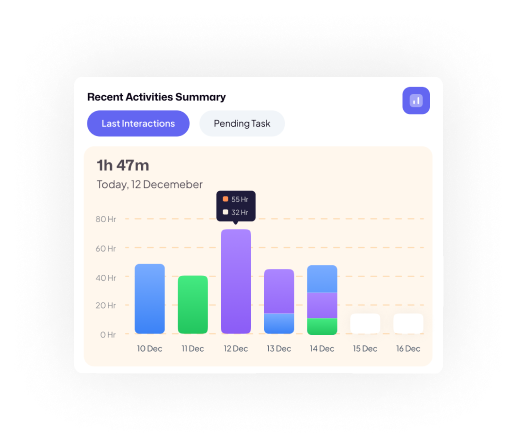 Recent Activities Summary
Last Interactions
Pending Task
1h 47m
Today, 12 Decemeber
55 Hr
32 Hr
80 Hr
60 Hr
40 Hr
20 Hr
0 Hr
10 Dec 11 Dec 12 Dec 13 Dec 14 Dec 15 Dec 16 Dec